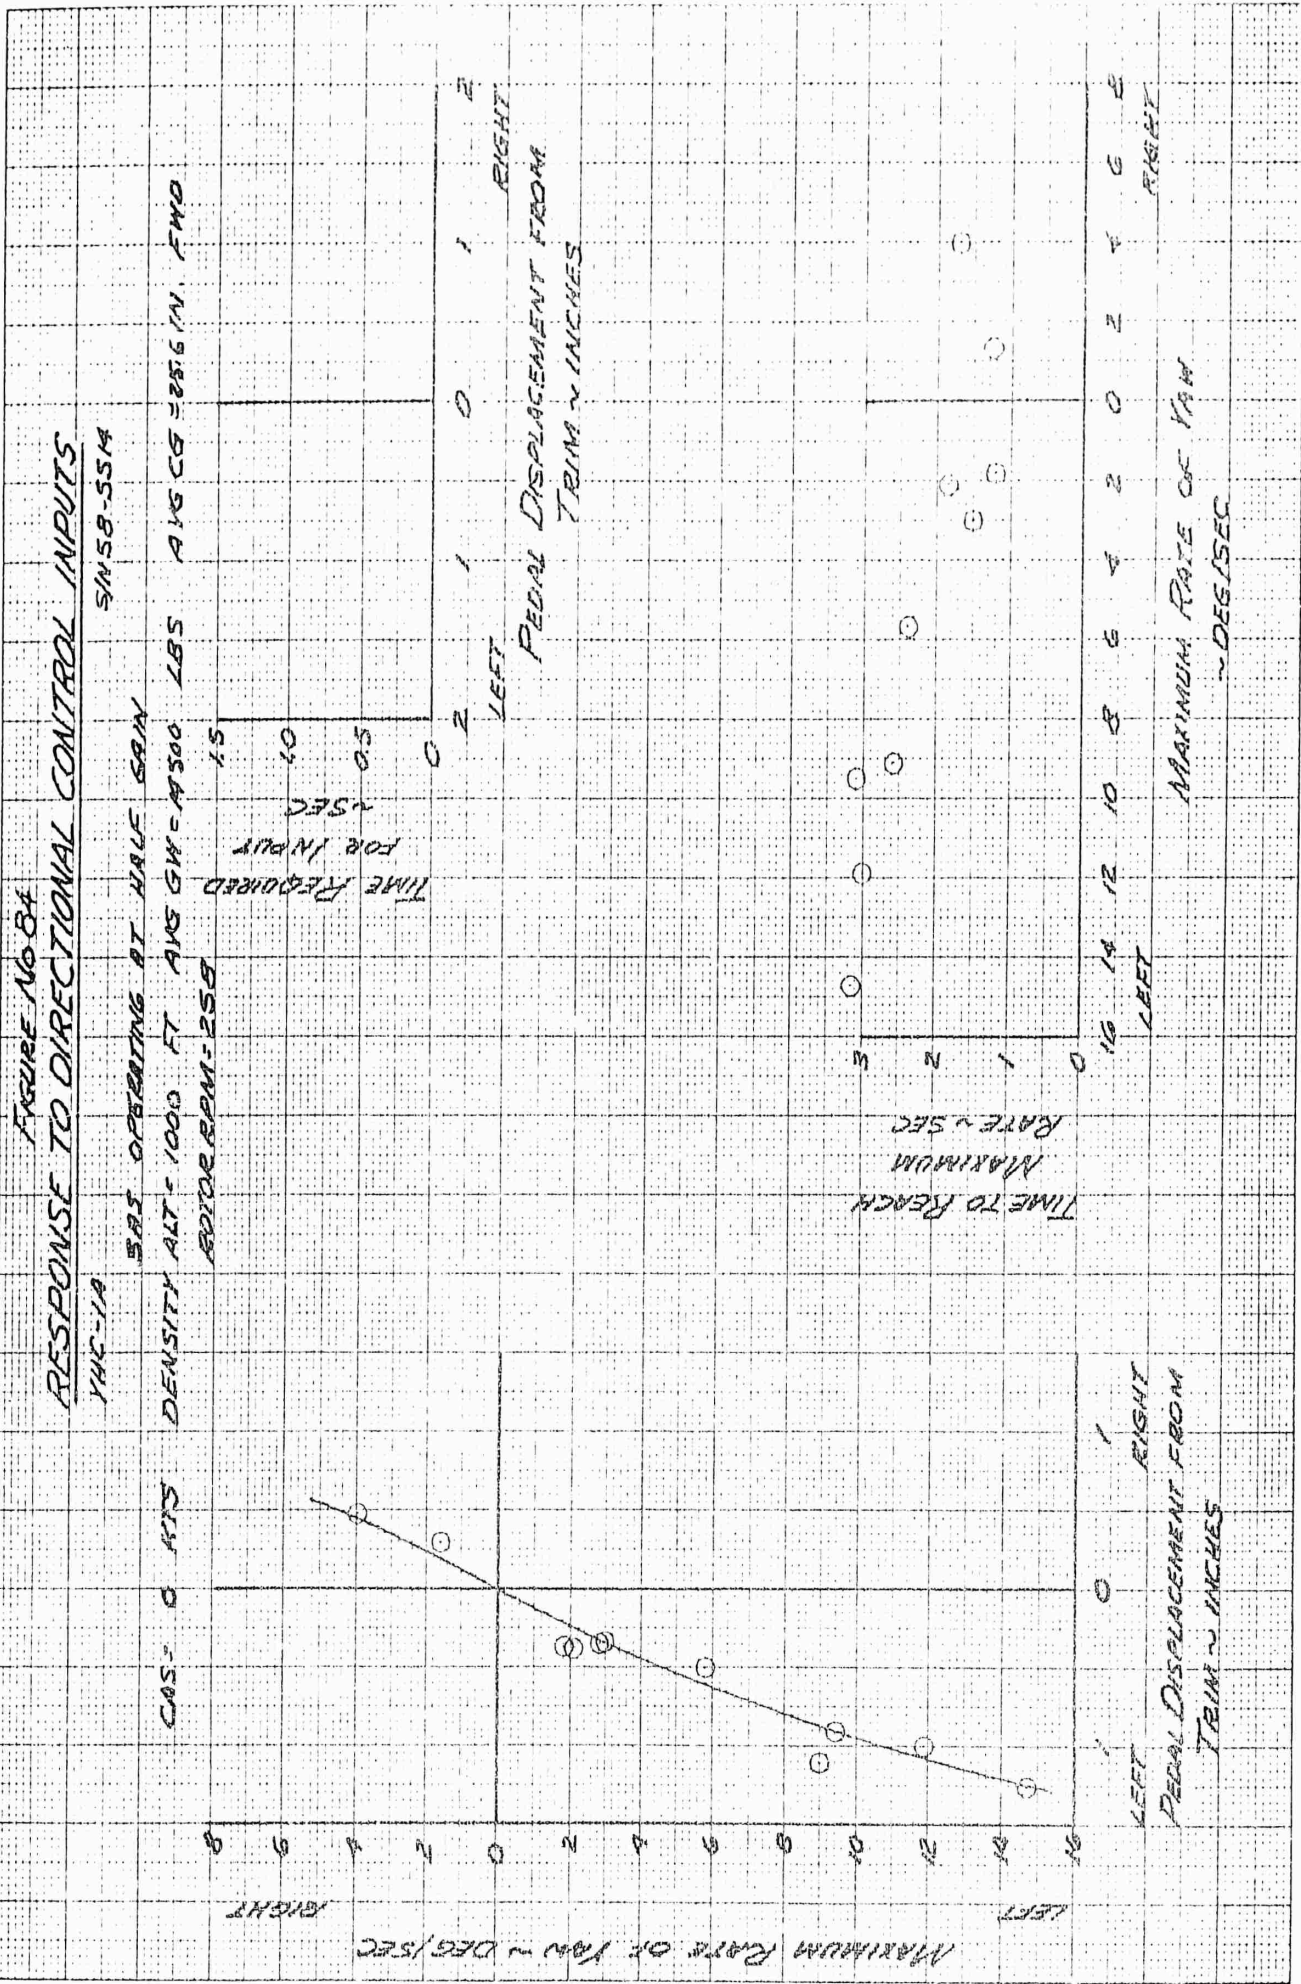 FIGURE No 84
RESPONSE TO DIRECTIONAL CONTROL INPUTS
YHC-1A S/N 58-5514
SAS OPERATING AT HALF GAIN
CAS = 0 KTS DENSITY ALT = 1000 FT AVG GW = 14500 LBS AVG CG = 25.6 IN. FWD
ROTOR RPM = 258
TIME REQUIRED
FOR INPUT
~SEC
1.5
1.0
0.5
0
2 1 0 1 2
LEFT RIGHT
PEDAL DISPLACEMENT FROM
TRIM ~ INCHES
MAXIMUM RATE OF YAW ~ DEG/SEC
LEFT RIGHT
8
6
4
2
0
2
4
6
8
10
12
14
16
1 0 1
LEFT RIGHT
PEDAL DISPLACEMENT FROM
TRIM ~ INCHES
TIME TO REACH
MAXIMUM
RATE ~ SEC
3
2
1
0
16 14 12 10 8 6 4 2 0 2 4 6 8
LEFT RIGHT
MAXIMUM RATE OF YAW
~ DEG/SEC